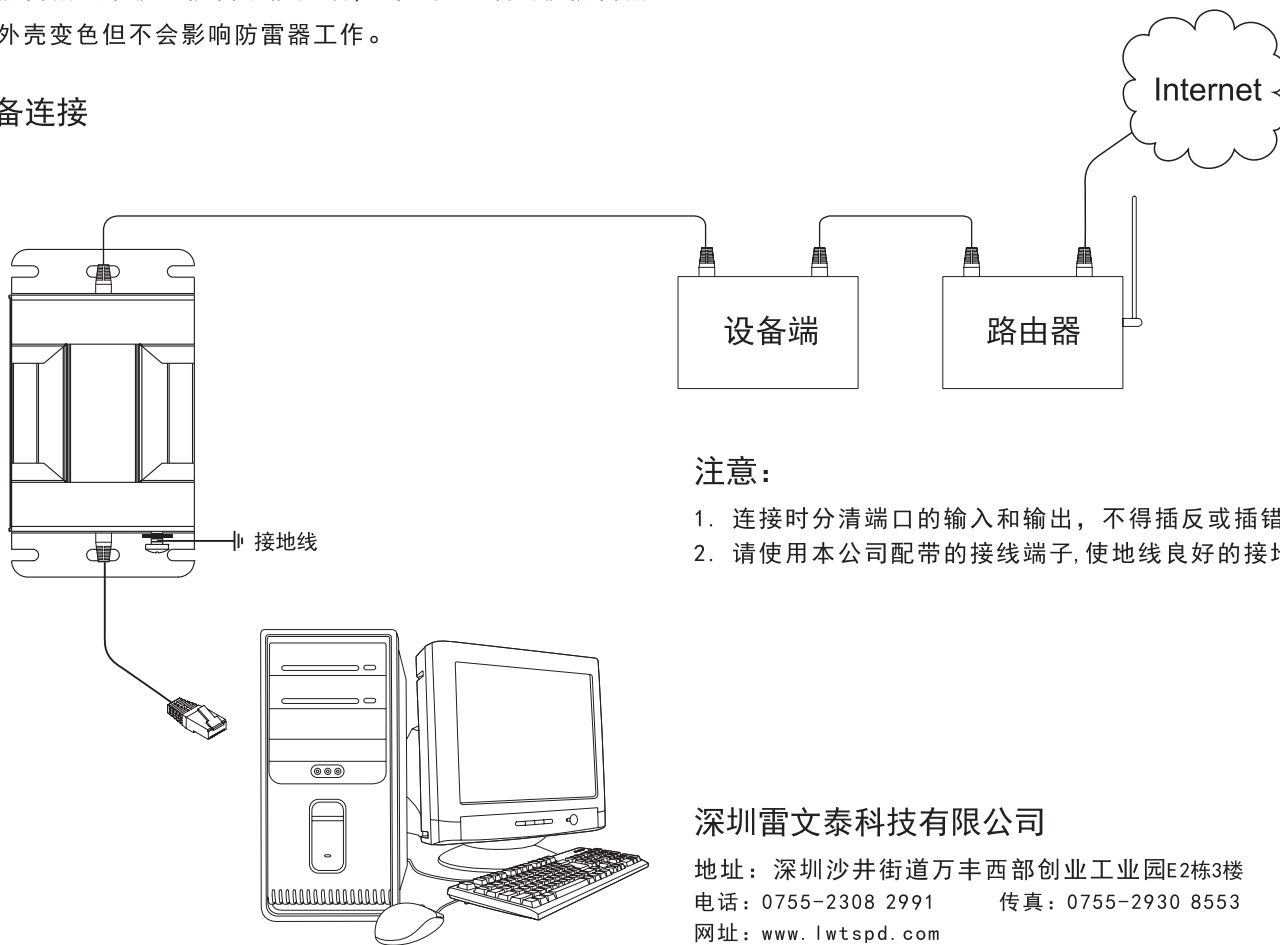 外壳变色但不会影响防雷器工作。
备连接
Internet
设备端
路由器
接地线
注意：
1. 连接时分清端口的输入和输出，不得插反或插错
2. 请使用本公司配带的接线端子,使地线良好的接地
深圳雷文泰科技有限公司
地址：深圳沙井街道万丰西部创业工业园E2栋3楼
电话：0755-2308 2991 传真：0755-2930 8553
网址：www.lwtspd.com